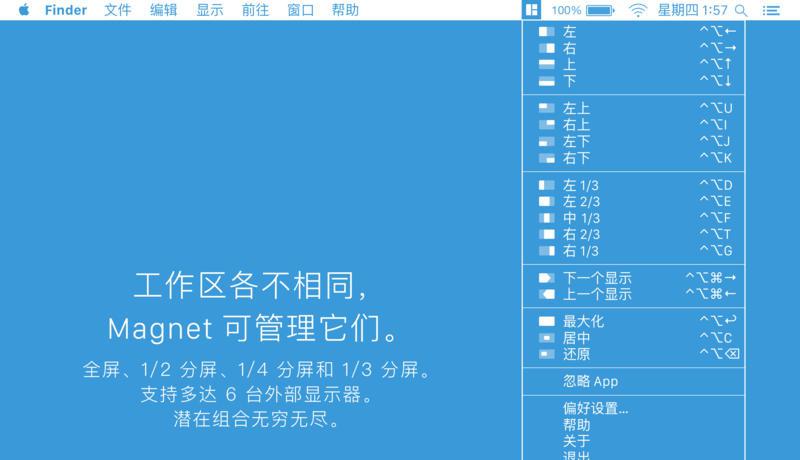 Finder 文件 编辑 显示 前往 窗口 帮助 100% 星期四 1:57
左 ^⌥←
右 ^⌥→
上 ^⌥↑
下 ^⌥↓
左上 ^⌥U
右上 ^⌥I
左下 ^⌥J
右下 ^⌥K
左 1/3 ^⌥D
左 2/3 ^⌥E
中 1/3 ^⌥F
右 2/3 ^⌥T
右 1/3 ^⌥G
下一个显示 ^⌥⌘→
上一个显示 ^⌥⌘←
最大化 ^⌥↩
居中 ^⌥C
还原 ^⌥⌫
忽略 App
偏好设置...
帮助
关于
退出
工作区各不相同，
Magnet 可管理它们。
全屏、1/2 分屏、1/4 分屏和 1/3 分屏。
支持多达 6 台外部显示器。
潜在组合无穷无尽。